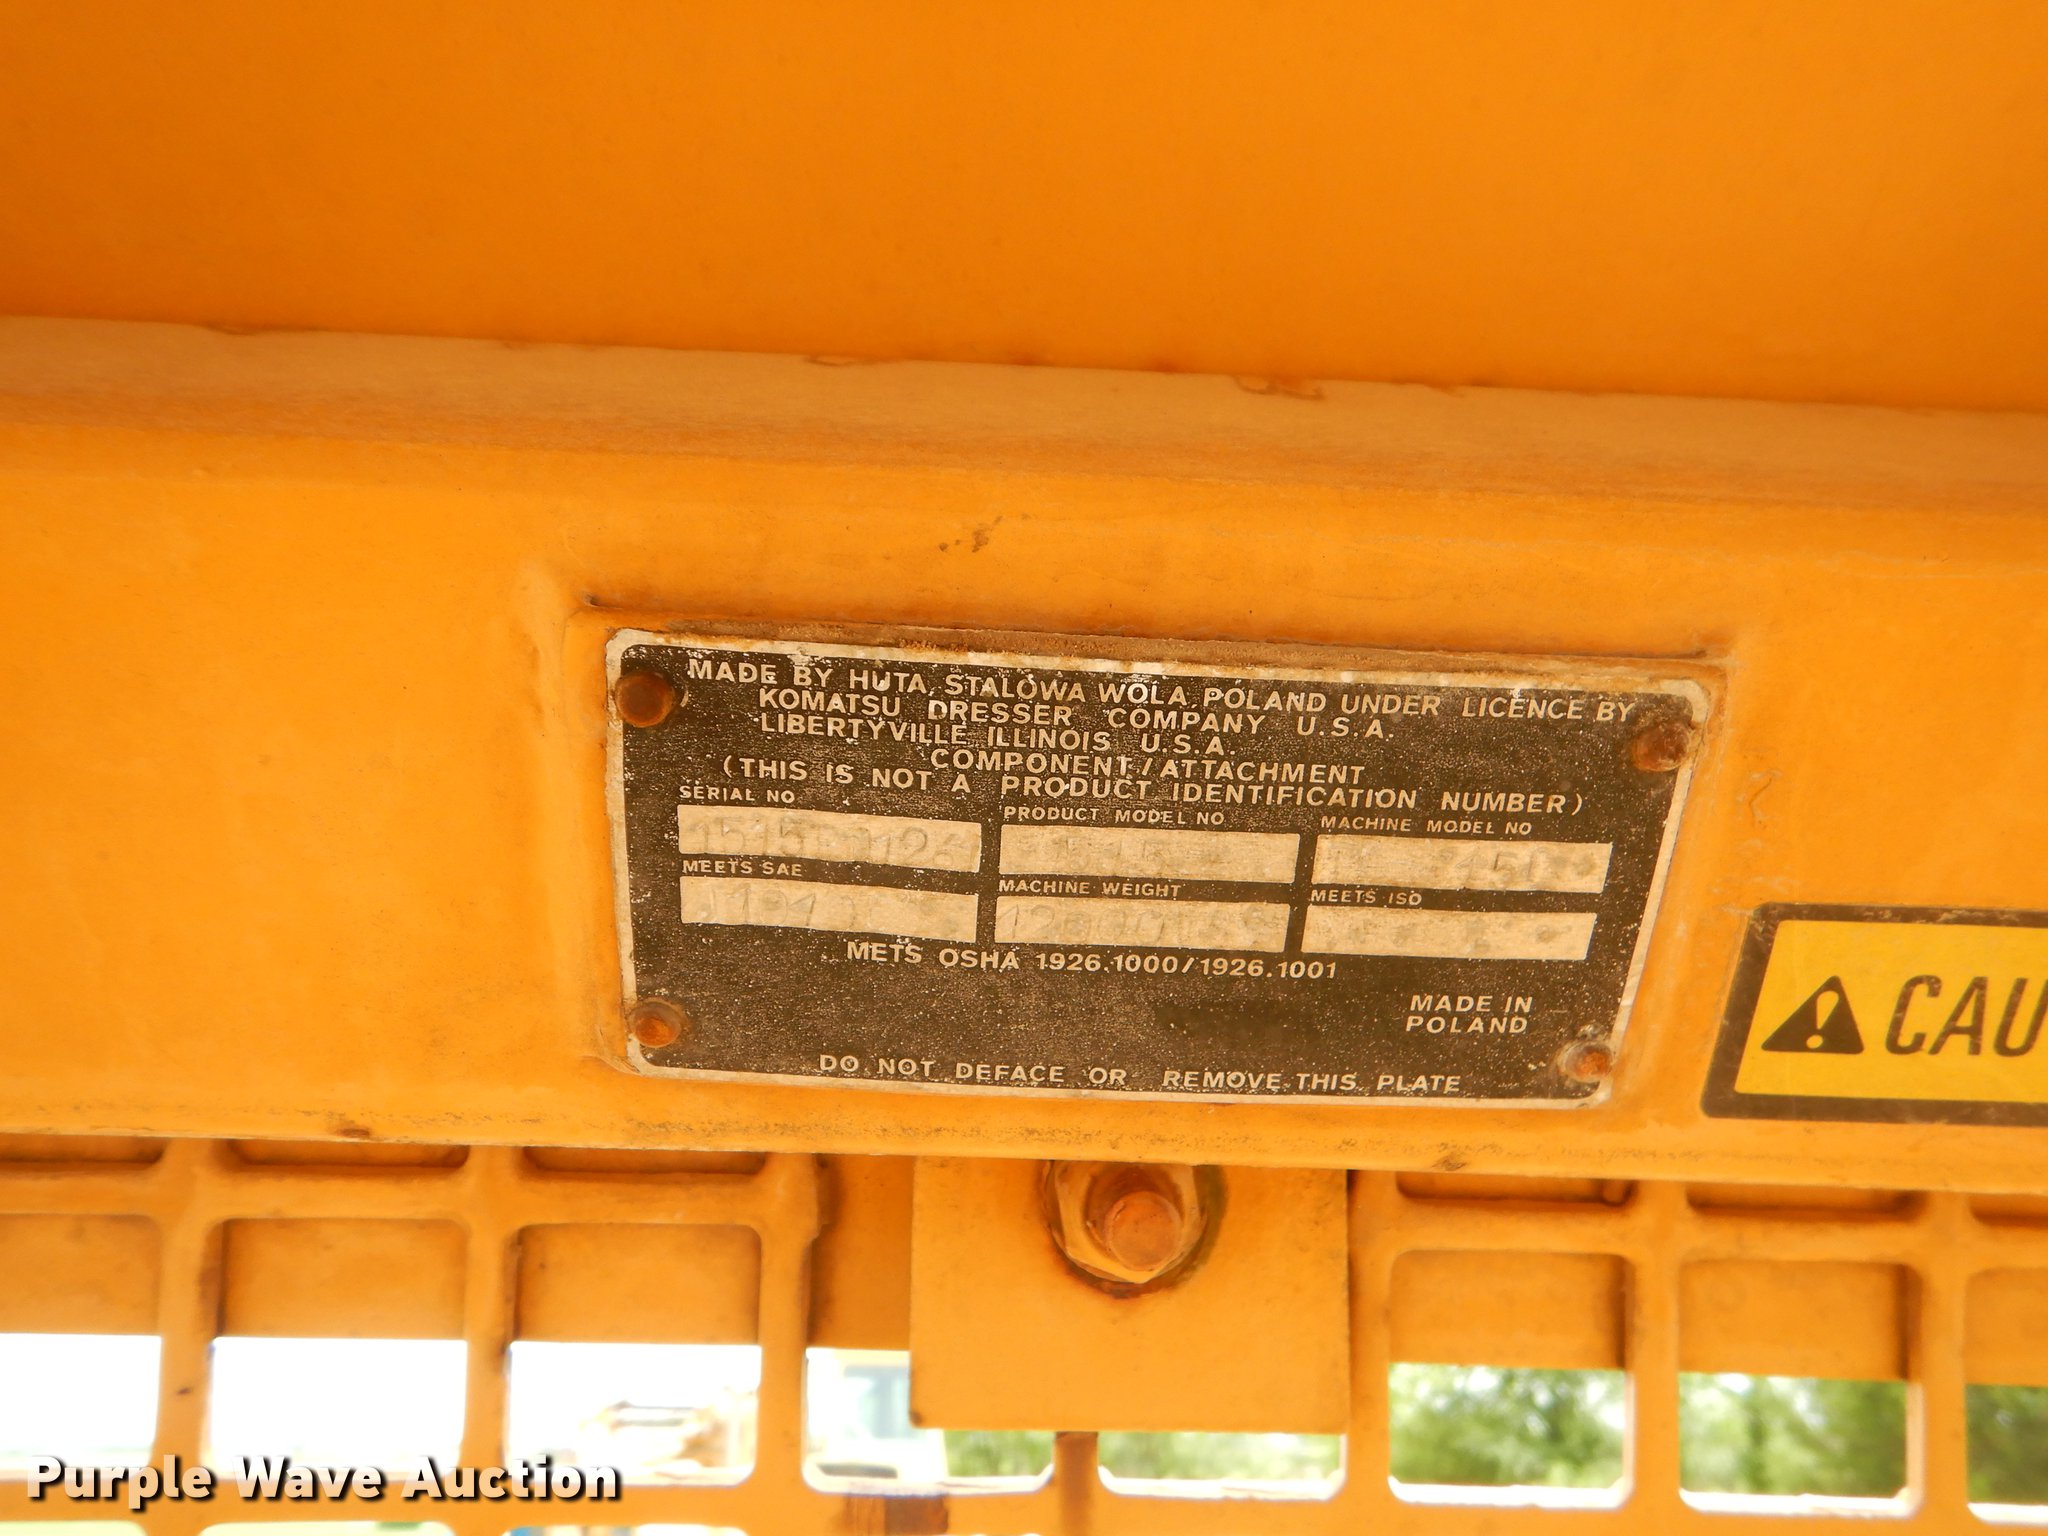 MADE BY HUTA, STALOWA WOLA, POLAND UNDER LICENCE BY
KOMATSU DRESSER COMPANY U.S.A.
LIBERTYVILLE ILLINOIS U.S.A.
COMPONENT/ATTACHMENT
(THIS IS NOT A PRODUCT IDENTIFICATION NUMBER)
SERIAL NO PRODUCT MODEL NO MACHINE MODEL NO
MEETS SAE MACHINE WEIGHT MEETS ISO
METS OSHA 1926.1000/1926.1001
MADE IN
POLAND
DO NOT DEFACE OR REMOVE THIS PLATE
CAU
Purple Wave Auction